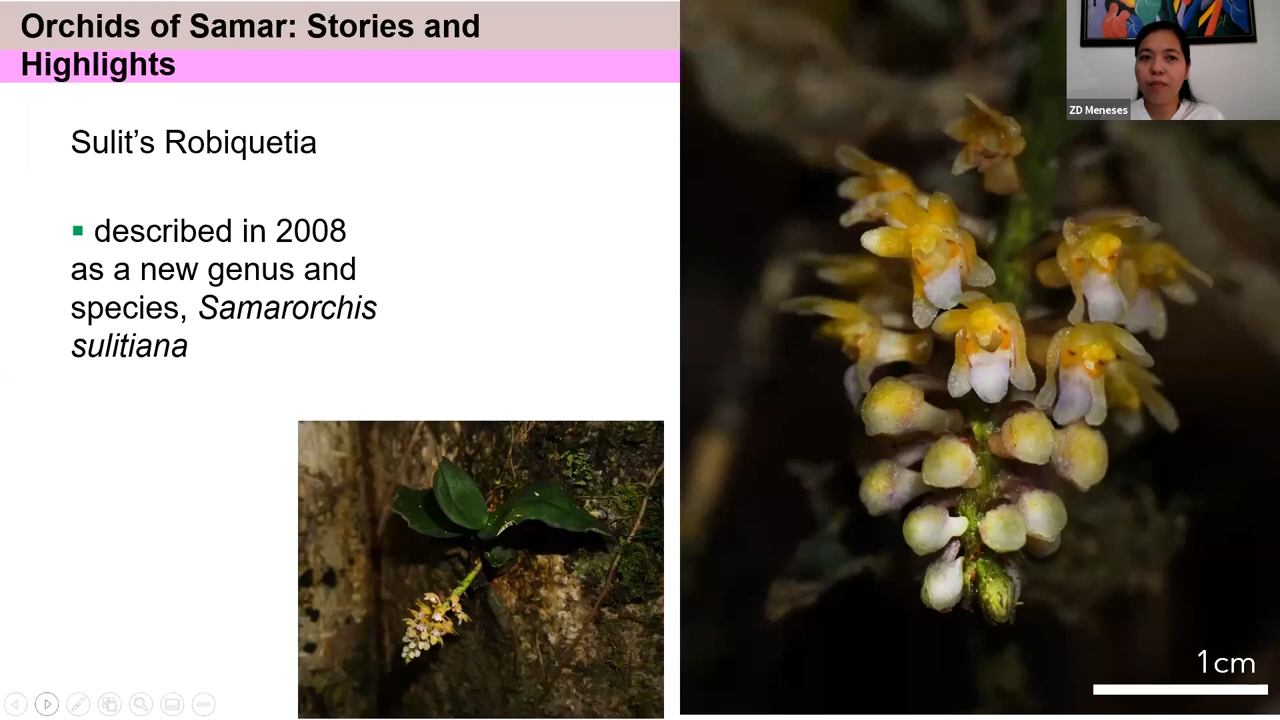 Orchids of Samar: Stories and
Highlights
ZD Meneses
Sulit’s Robiquetia
▪ described in 2008
as a new genus and
species, Samarorchis
sulitiana
1cm